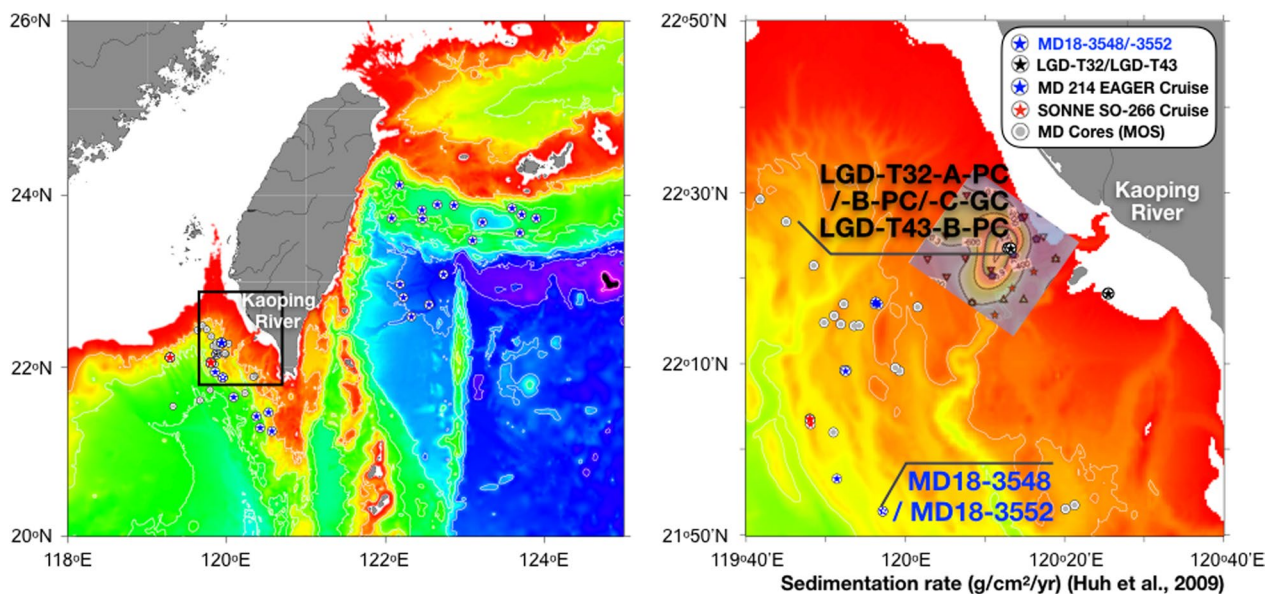 26°N
24°N
22°N
20°N
118°E
120°E
122°E
124°E
Kaoping
River
22°50'N
22°30'N
22°10'N
21°50'N
119°40'E
120°E
120°20'E
120°40'E
MD18-3548/-3552
LGD-T32/LGD-T43
MD 214 EAGER Cruise
SONNE SO-266 Cruise
MD Cores (MOS)
LGD-T32-A-PC
/-B-PC/-C-GC
LGD-T43-B-PC
Kaoping
River
MD18-3548
/ MD18-3552
Sedimentation rate (g/cm²/yr) (Huh et al., 2009)